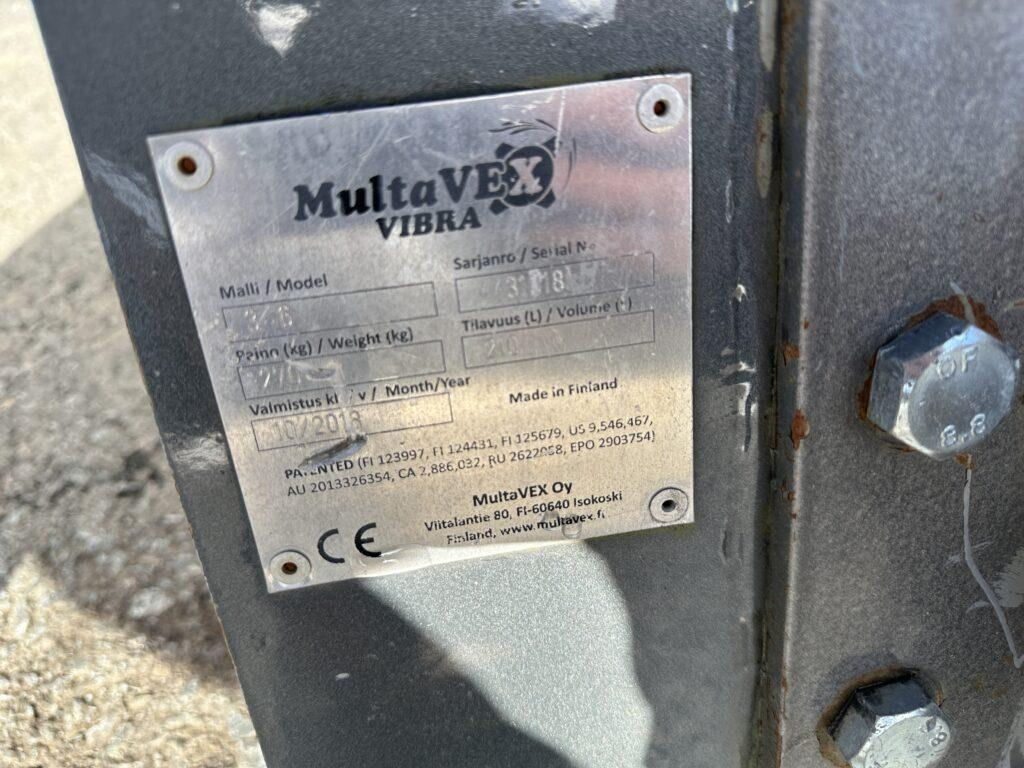 MultaVEX
VIBRA
Malli / Model
Sarjanro / Serial No
Paino (kg) / Weight (kg)
Tilavuus (L) / Volume (L)
Valmistus kk / v / Month/Year
10/2018
Made in Finland
PATENTED (FI 123997, FI 124431, FI 125679, US 9,546,467,
AU 2013326354, CA 2,886,032, RU 2622058, EPO 2903754)
MultaVEX Oy
Viitalantie 80, FI-60640 Isokoski
Finland, www.multavex.fi
CE
OF
8.8